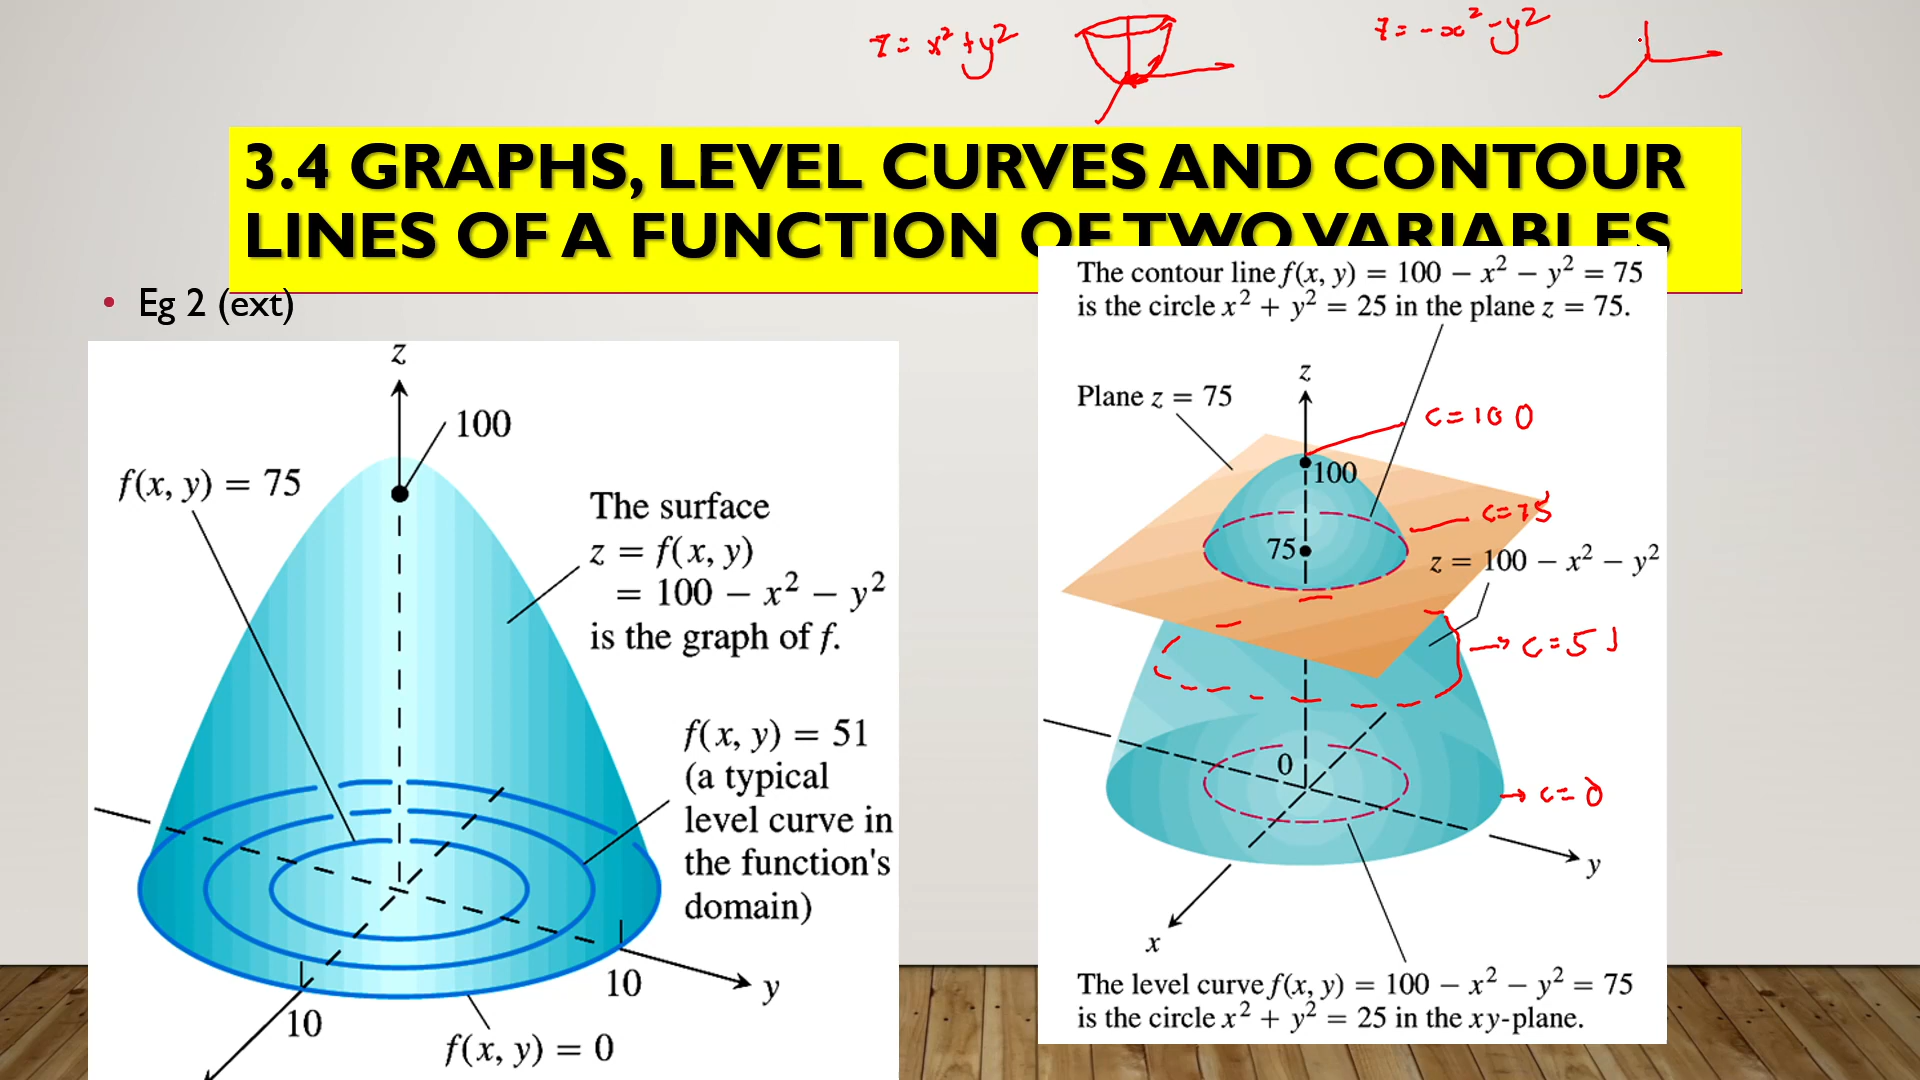 z = x² + y²
z = -x² - y²
3.4 GRAPHS, LEVEL CURVES AND CONTOUR
LINES OF A FUNCTION OF TWO VARIABLES
• Eg 2 (ext)
z
100
f(x, y) = 75
The surface
z = f(x, y)
= 100 − x² − y²
is the graph of f.
f(x, y) = 51
(a typical
level curve in
the function's
domain)
10
y
10
f(x, y) = 0
The contour line f(x, y) = 100 − x² − y² = 75
is the circle x² + y² = 25 in the plane z = 75.
z
Plane z = 75
c = 100
100
c = 75
75
z = 100 − x² − y²
c = 51
0
c = 0
y
x
The level curve f(x, y) = 100 − x² − y² = 75
is the circle x² + y² = 25 in the xy-plane.